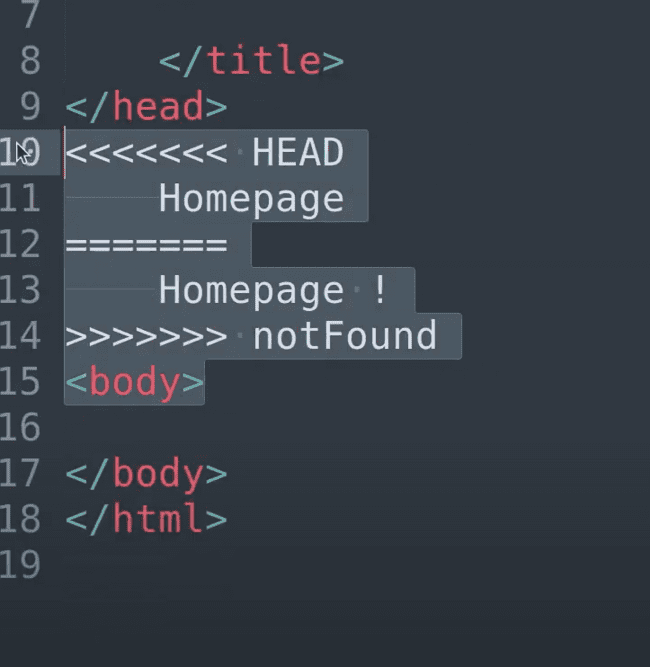 7
8 </title>
9 </head>
10 <<<<<<< HEAD
11 Homepage
12 =======
13 Homepage !
14 >>>>>>> notFound
15 <body>
16
17 </body>
18 </html>
19